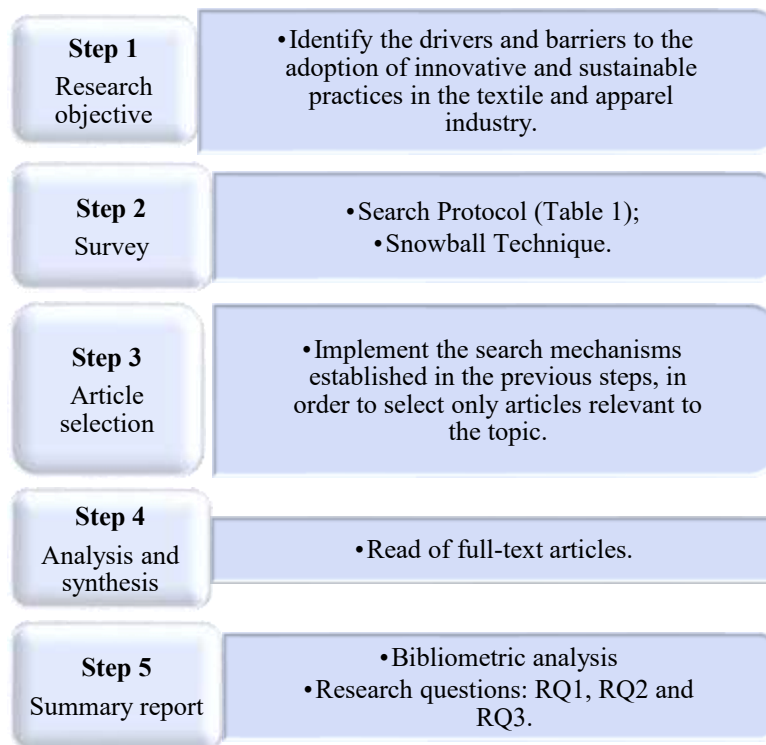 Step 1
Research
objective
•Identify the drivers and barriers to the
adoption of innovative and sustainable
practices in the textile and apparel
industry.
Step 2
Survey
•Search Protocol (Table 1);
•Snowball Technique.
Step 3
Article
selection
•Implement the search mechanisms
established in the previous steps, in
order to select only articles relevant to
the topic.
Step 4
Analysis and
synthesis
•Read of full-text articles.
Step 5
Summary report
•Bibliometric analysis
•Research questions: RQ1, RQ2 and
RQ3.